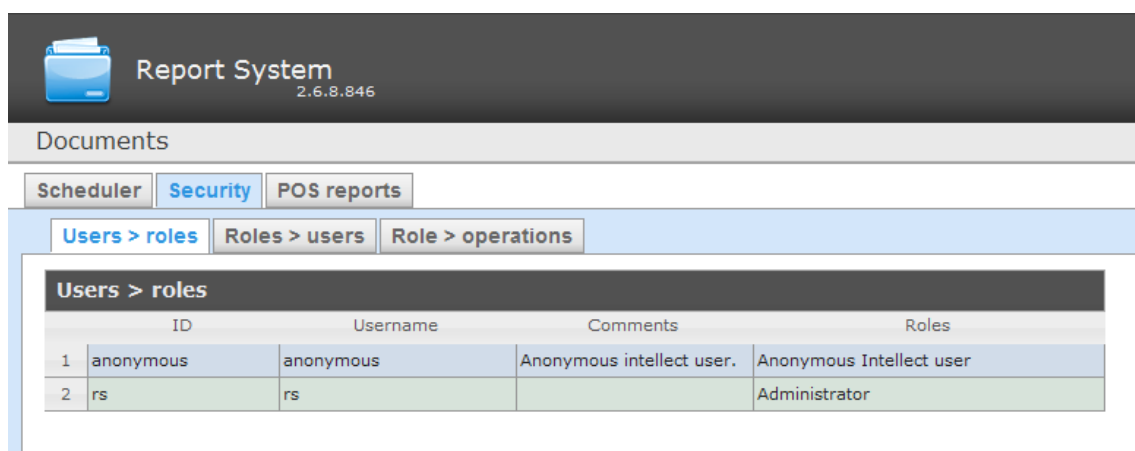 Report System
2.6.8.846
Documents
Scheduler Security POS reports
Users > roles Roles > users Role > operations
Users > roles
ID Username Comments Roles
1 anonymous anonymous Anonymous intellect user. Anonymous Intellect user
2 rs rs Administrator